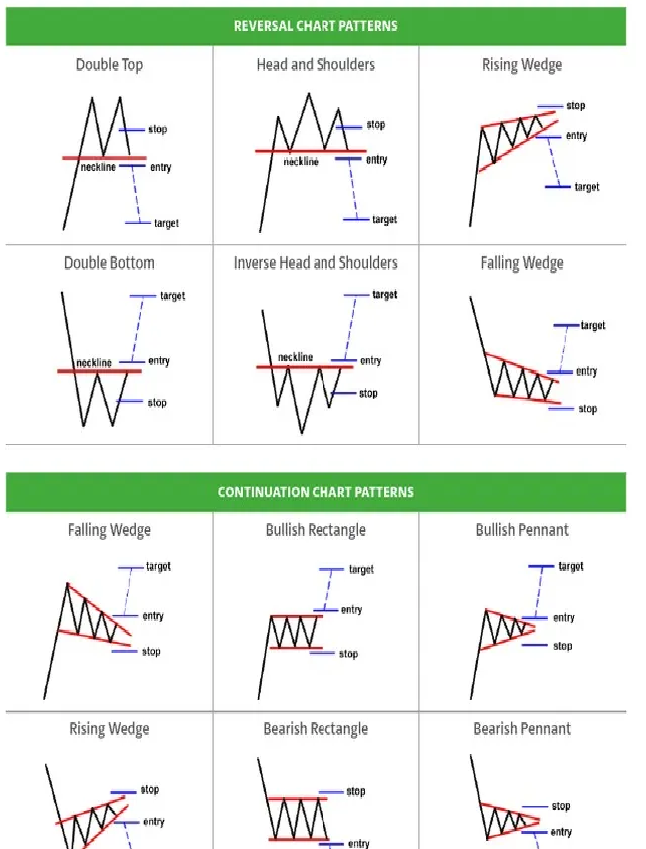 REVERSAL CHART PATTERNS
Double Top
stop
neckline
entry
target
Head and Shoulders
stop
neckline
entry
target
Rising Wedge
stop
entry
target
Double Bottom
target
neckline
entry
stop
Inverse Head and Shoulders
target
neckline
entry
stop
Falling Wedge
target
entry
stop
CONTINUATION CHART PATTERNS
Falling Wedge
target
entry
stop
Bullish Rectangle
target
entry
stop
Bullish Pennant
target
entry
stop
Rising Wedge
stop
entry
Bearish Rectangle
stop
entry
Bearish Pennant
stop
entry